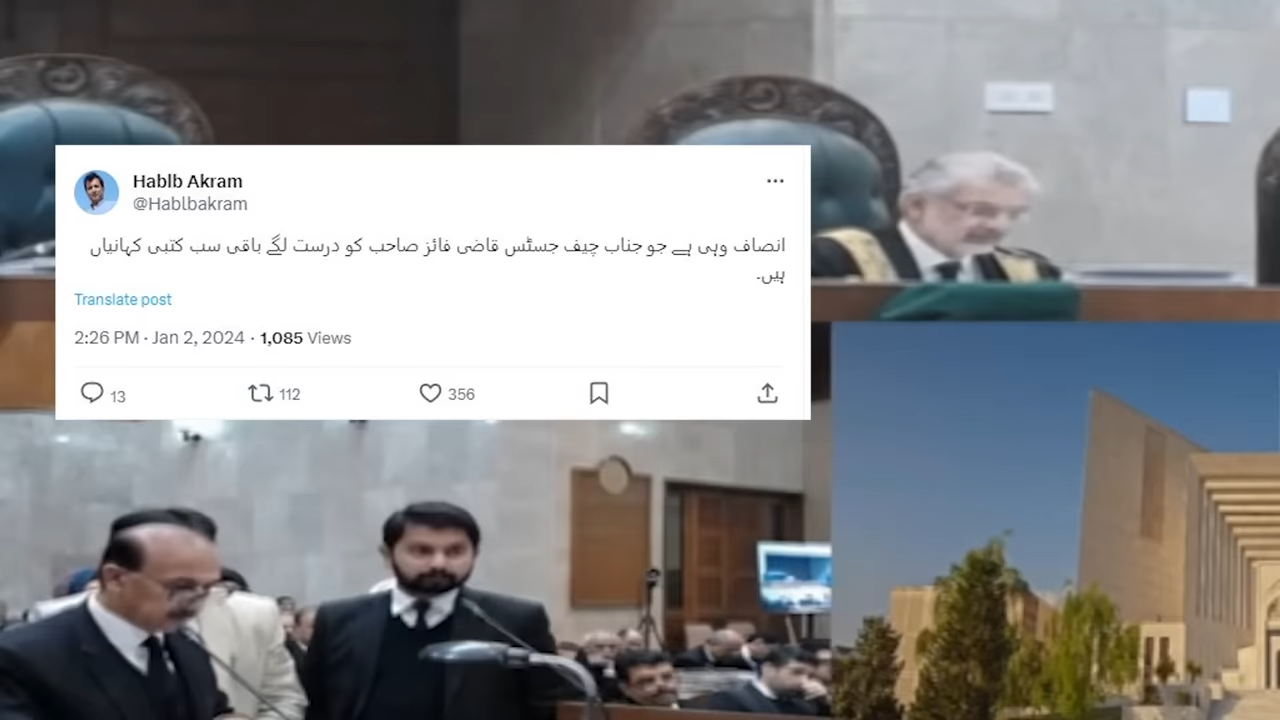 Hablb Akram
@Hablbakram
انصاف وہی ہے جو جناب چیف جسٹس قاضی فائز صاحب کو درست لگے باقی سب کتبی کہانیاں
ہیں۔
Translate post
2:26 PM · Jan 2, 2024 · 1,085 Views
13 112 356